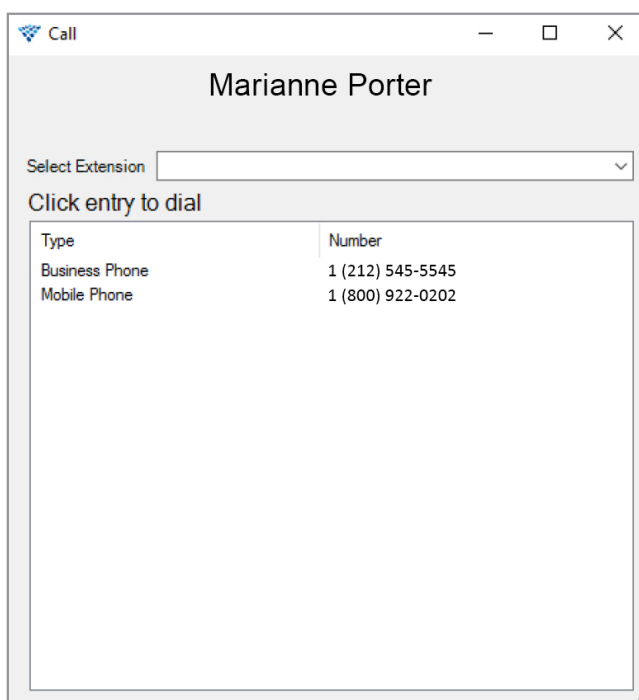 Call
Marianne Porter
Select Extension
Click entry to dial
Type Number
Business Phone 1 (212) 545-5545
Mobile Phone 1 (800) 922-0202